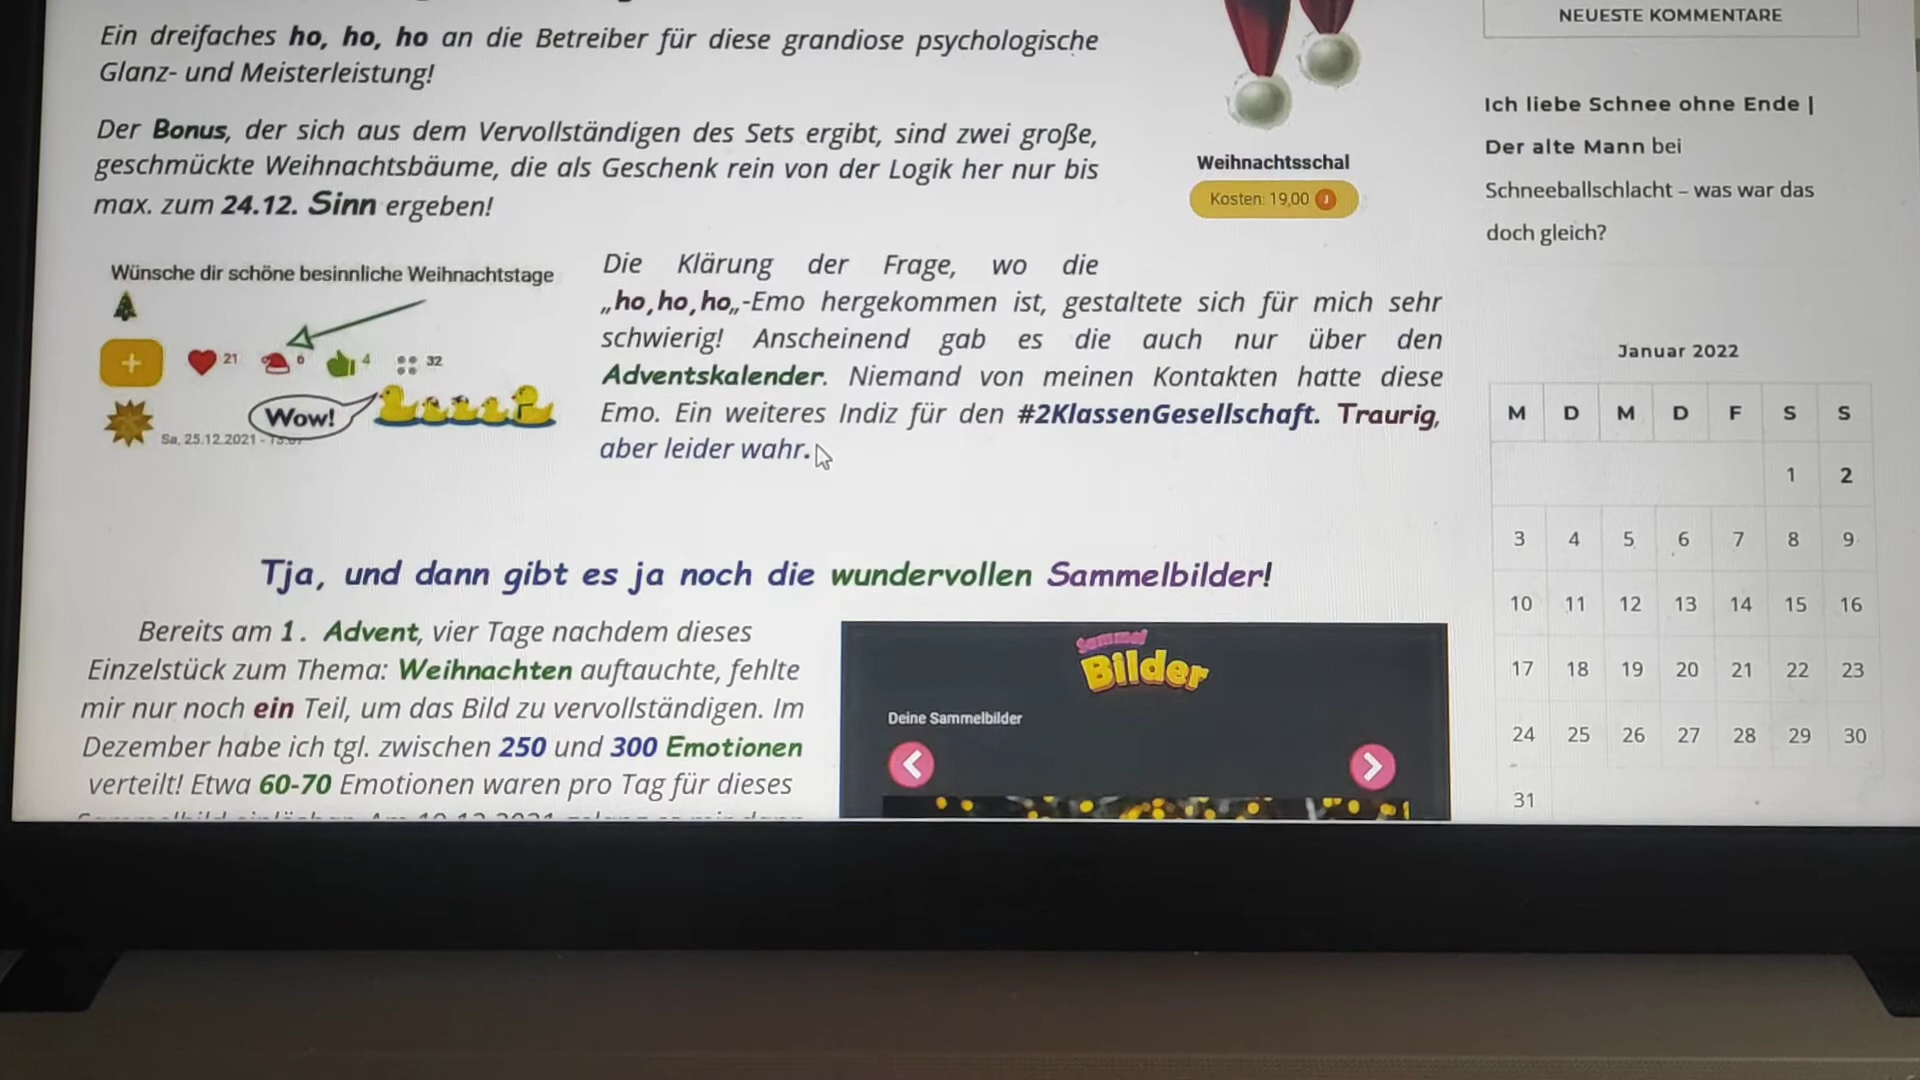 Ein dreifaches ho, ho, ho an die Betreiber für diese grandiose psychologische
Glanz- und Meisterleistung!
Der Bonus, der sich aus dem Vervollständigen des Sets ergibt, sind zwei große,
geschmückte Weihnachtsbäume, die als Geschenk rein von der Logik her nur bis
max. zum 24.12. Sinn ergeben!
Weihnachtsschal
Kosten: 19,00 J
Wünsche dir schöne besinnliche Weihnachtstage
+ 21 6 4 32
Wow!
Sa, 25.12.2021 -
Die Klärung der Frage, wo die
„ho,ho,ho„-Emo hergekommen ist, gestaltete sich für mich sehr
schwierig! Anscheinend gab es die auch nur über den
Adventskalender. Niemand von meinen Kontakten hatte diese
Emo. Ein weiteres Indiz für den #2KlassenGesellschaft. Traurig,
aber leider wahr.
Tja, und dann gibt es ja noch die wundervollen Sammelbilder!
Bereits am 1. Advent, vier Tage nachdem dieses
Einzelstück zum Thema: Weihnachten auftauchte, fehlte
mir nur noch ein Teil, um das Bild zu vervollständigen. Im
Dezember habe ich tgl. zwischen 250 und 300 Emotionen
verteilt! Etwa 60-70 Emotionen waren pro Tag für dieses
Sammel
Bilder
Deine Sammelbilder
NEUESTE KOMMENTARE
Ich liebe Schnee ohne Ende |
Der alte Mann bei
Schneeballschlacht – was war das
doch gleich?
Januar 2022
M D M D F S S
1 2
3 4 5 6 7 8 9
10 11 12 13 14 15 16
17 18 19 20 21 22 23
24 25 26 27 28 29 30
31